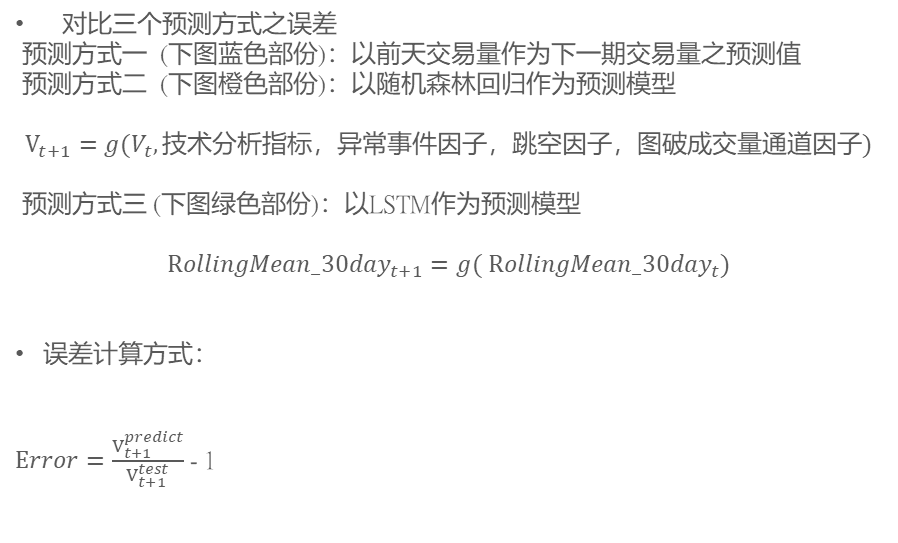 • 对比三个预测方式之误差
预测方式一 (下图蓝色部份)：以前天交易量作为下一期交易量之预测值
预测方式二 (下图橙色部份)：以随机森林回归作为预测模型
V_{t+1} = g(V_t,技术分析指标，异常事件因子，跳空因子，图破成交量通道因子)
预测方式三 (下图绿色部份)：以LSTM作为预测模型
RollingMean_30day_{t+1} = g( RollingMean_30day_t)
• 误差计算方式：
Error = \frac{V_{t+1}^{predict}}{V_{t+1}^{test}} - 1